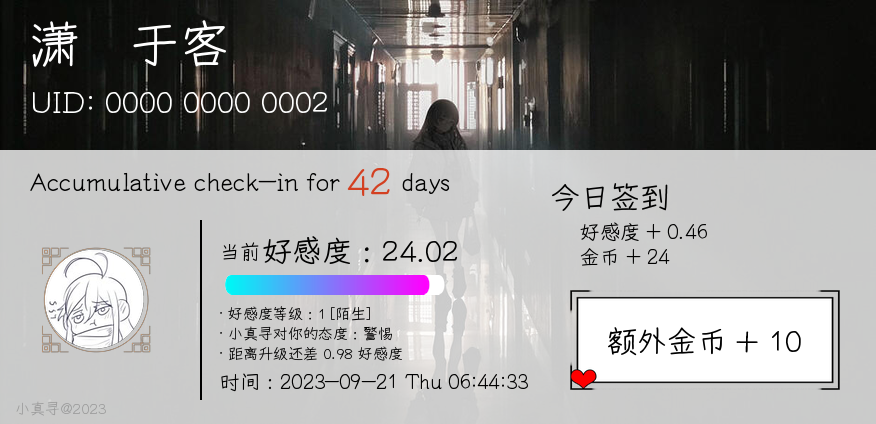 潇 于客
UID: 0000 0000 0002
Accumulative check-in for 42 days
今日签到
好感度 + 0.46
金币 + 24
当前好感度 : 24.02
· 好感度等级 : 1 [陌生]
· 小真寻对你的态度 : 警惕
· 距离升级还差 0.98 好感度
时间 : 2023-09-21 Thu 06:44:33
额外金币 + 10
小真寻@2023